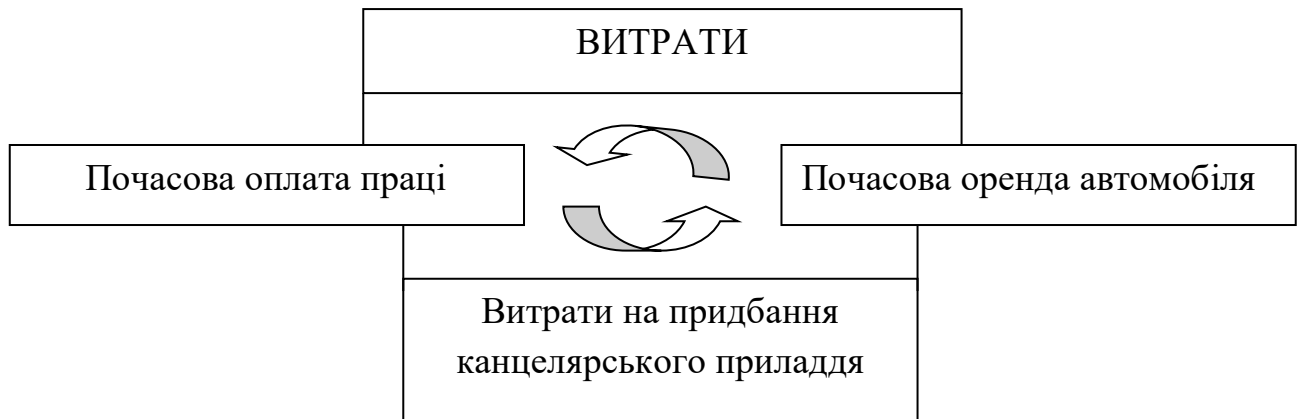 ВИТРАТИ
Почасова оплата праці
Почасова оренда автомобіля
Витрати на придбання
канцелярського приладдя